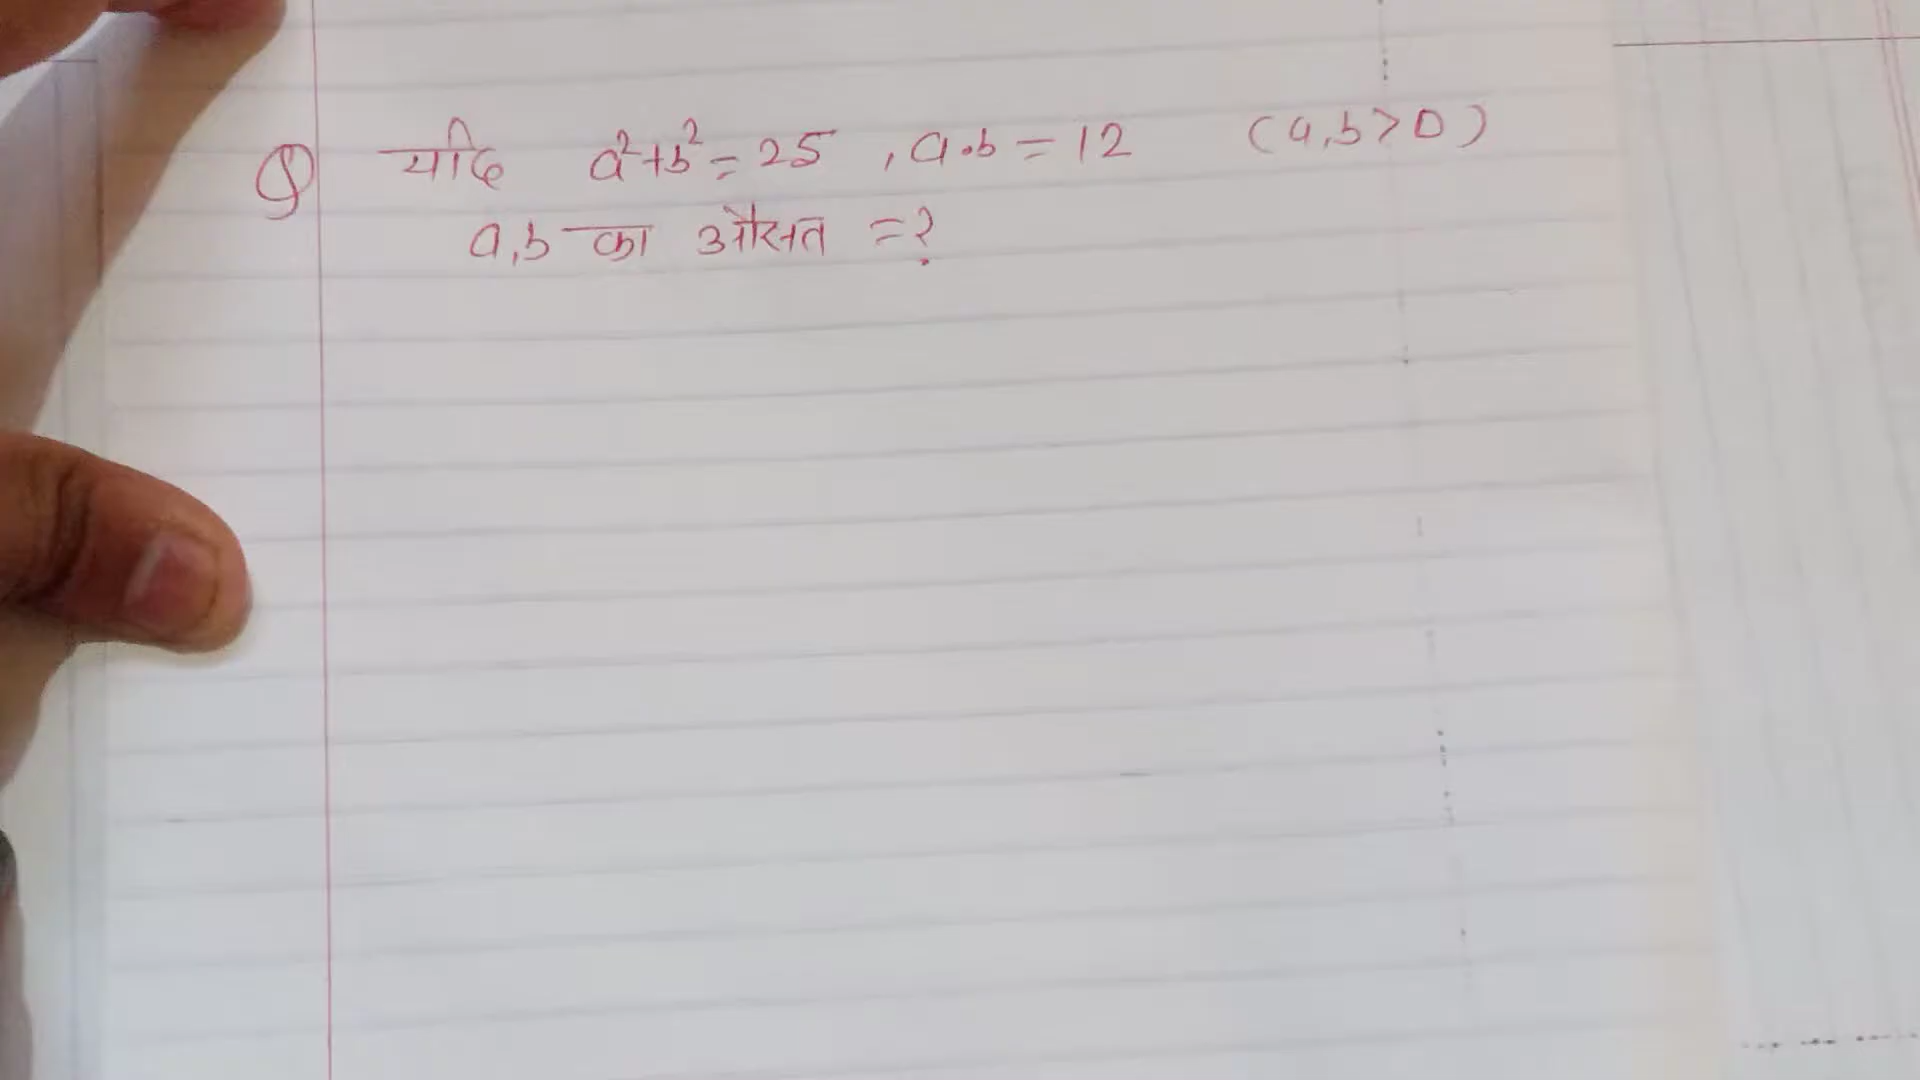 Q यदि a²+b²=25 , a.b=12 (a,b>0)
a,b का औसत =?